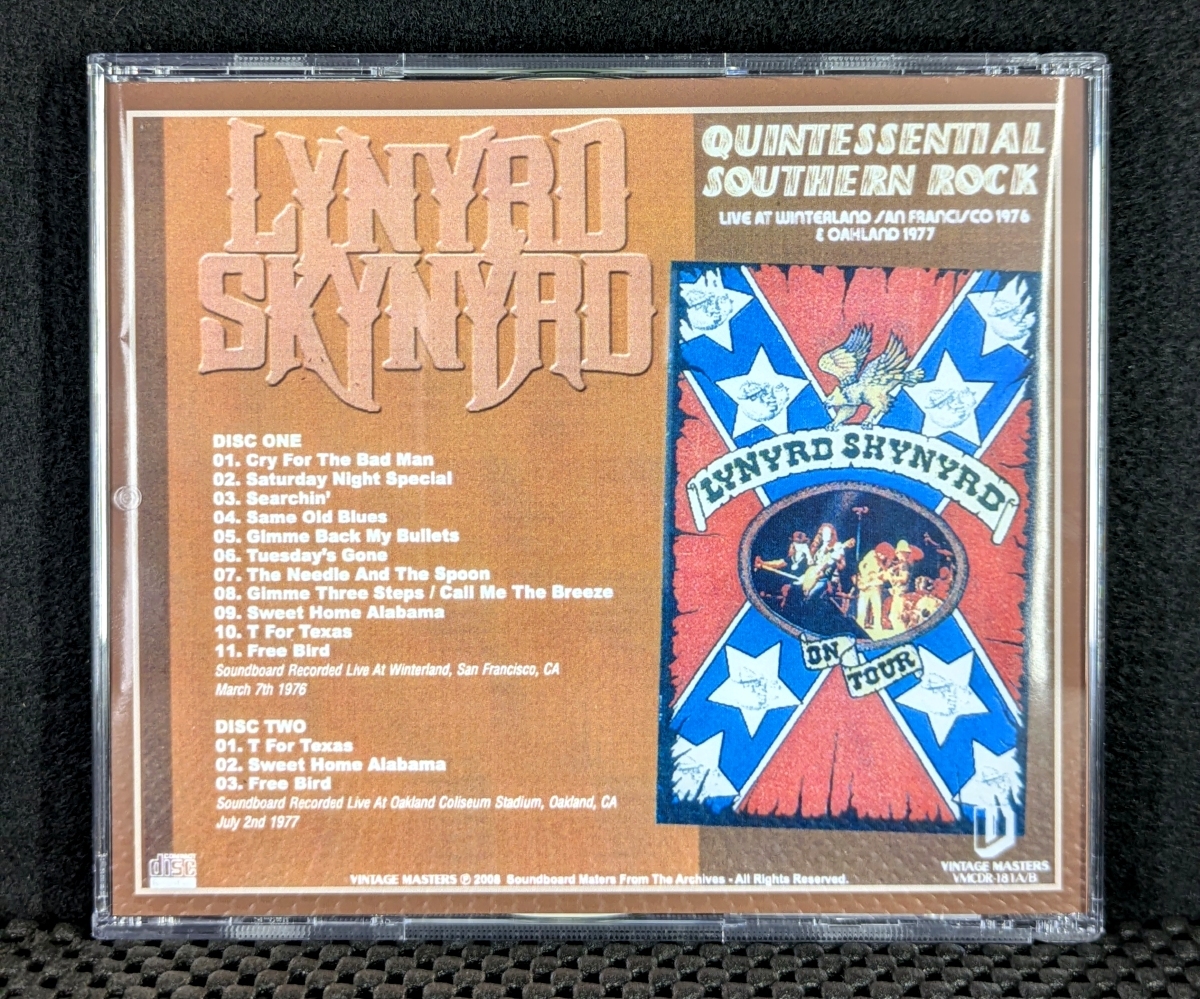 LYNYRD
SKYNYRD
QUINTESSENTIAL
SOUTHERN ROCK
LIVE AT WINTERLAND SAN FRANCISCO 1976
& OAKLAND 1977
LYNYRD SKYNYRD
ON
TOUR
DISC ONE
01. Cry For The Bad Man
02. Saturday Night Special
03. Searchin'
04. Same Old Blues
05. Gimme Back My Bullets
06. Tuesday's Gone
07. The Needle And The Spoon
08. Gimme Three Steps / Call Me The Breeze
09. Sweet Home Alabama
10. T For Texas
11. Free Bird
Soundboard Recorded Live At Winterland, San Francisco, CA
March 7th 1976
DISC TWO
01. T For Texas
02. Sweet Home Alabama
03. Free Bird
Soundboard Recorded Live At Oakland Coliseum Stadium, Oakland, CA
July 2nd 1977
COMPACT
disc
VINTAGE MASTERS ℗ 2008 Soundboard Maters From The Archives - All Rights Reserved.
VINTAGE MASTERS
VMCDR-181A/B